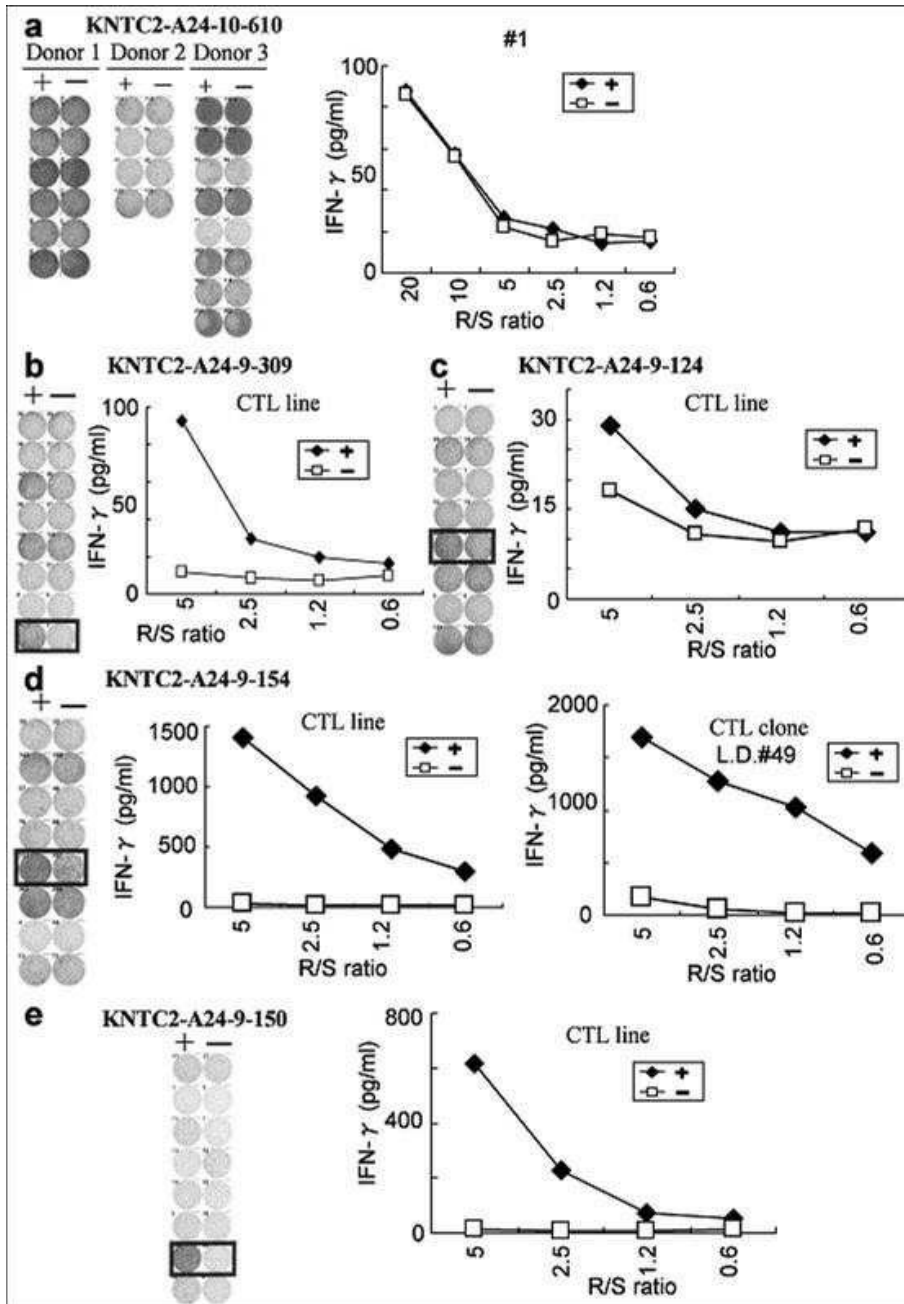 a
KNTC2-A24-10-610
Donor 1 Donor 2 Donor 3
+ − + − + −
#1
100
50
0
IFN-γ (pg/ml)
+
−
20 10 5 2.5 1.2 0.6
R/S ratio
b
KNTC2-A24-9-309
+ −
CTL line
100
50
0
IFN-γ (pg/ml)
+
−
5 2.5 1.2 0.6
R/S ratio
c
KNTC2-A24-9-124
+ −
CTL line
30
15
0
IFN-γ (pg/ml)
+
−
5 2.5 1.2 0.6
R/S ratio
d
KNTC2-A24-9-154
+ −
CTL line
1500
1000
500
0
IFN-γ (pg/ml)
+
−
5 2.5 1.2 0.6
R/S ratio
CTL clone
L.D.#49
2000
1000
0
IFN-γ (pg/ml)
+
−
5 2.5 1.2 0.6
R/S ratio
e
KNTC2-A24-9-150
+ −
CTL line
800
400
0
IFN-γ (pg/ml)
+
−
5 2.5 1.2 0.6
R/S ratio